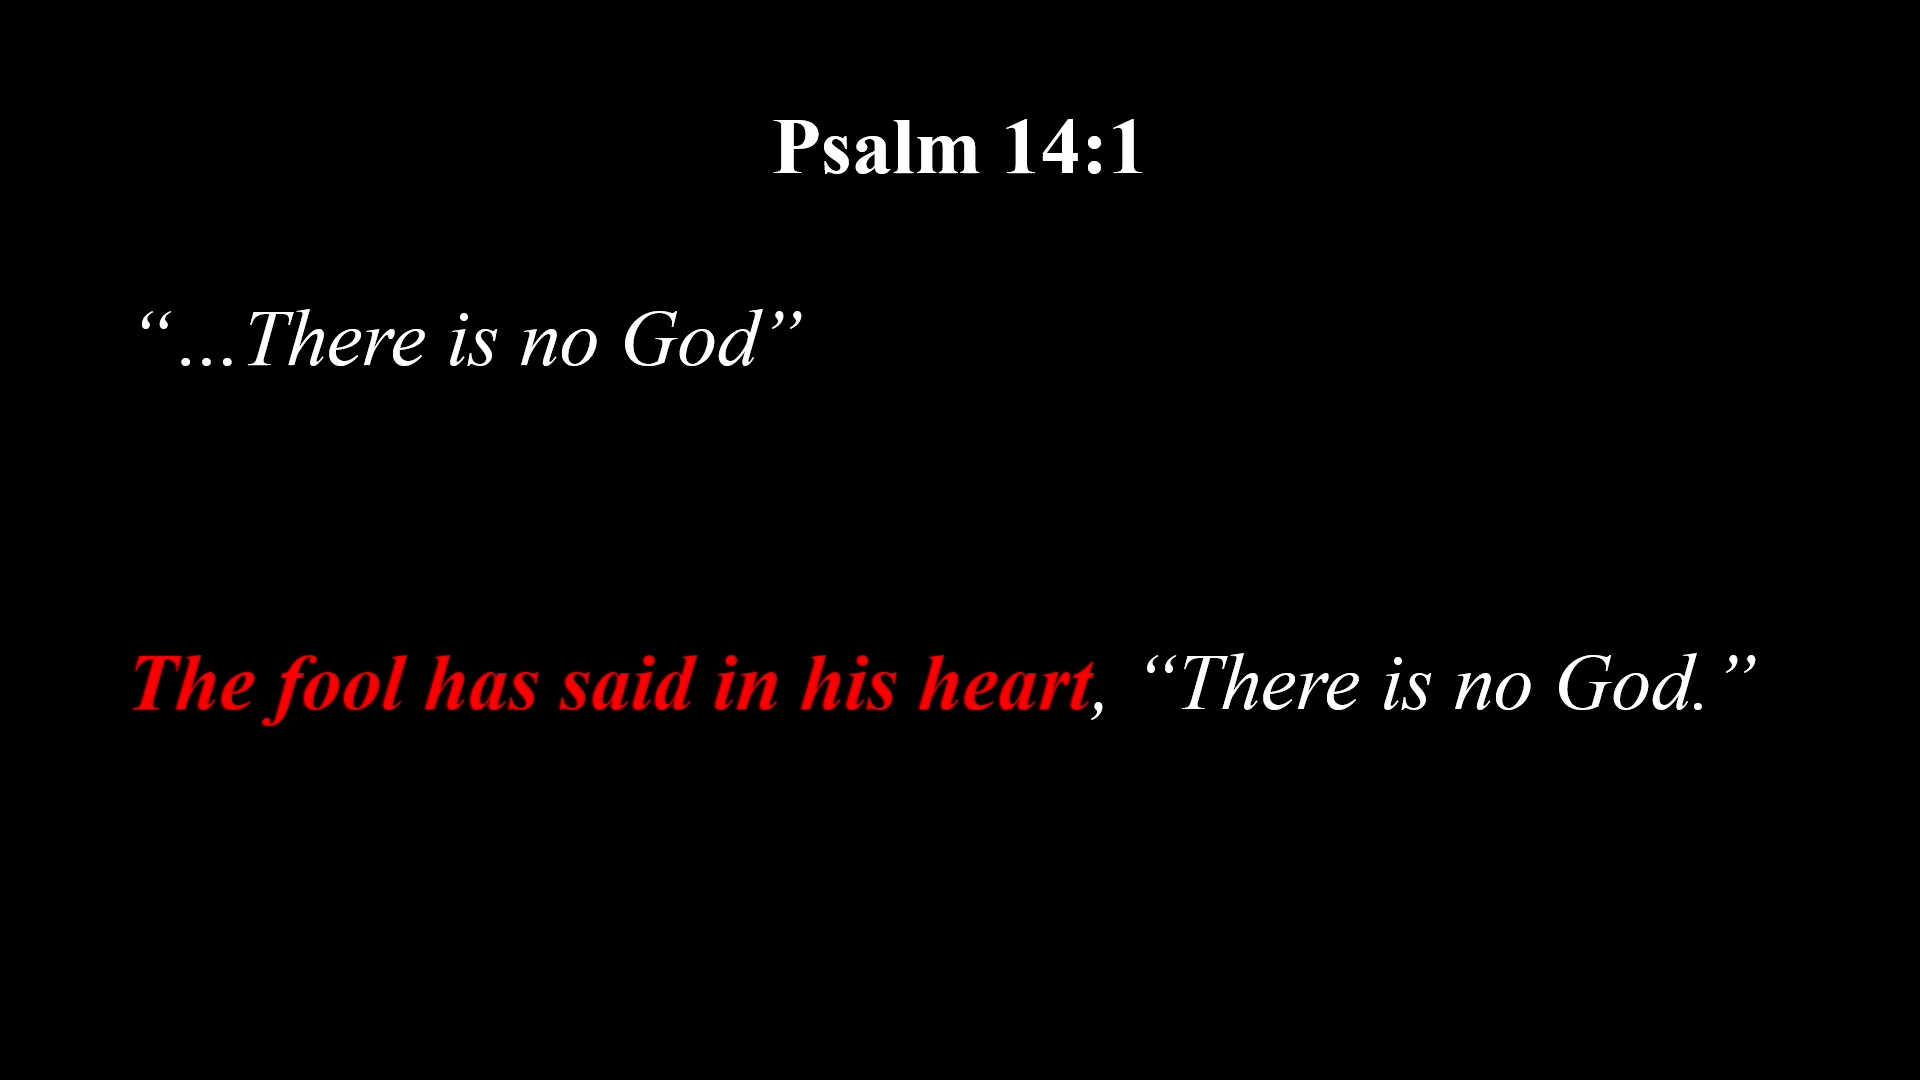 Psalm 14:1
“…There is no God”
The fool has said in his heart, “There is no God.”